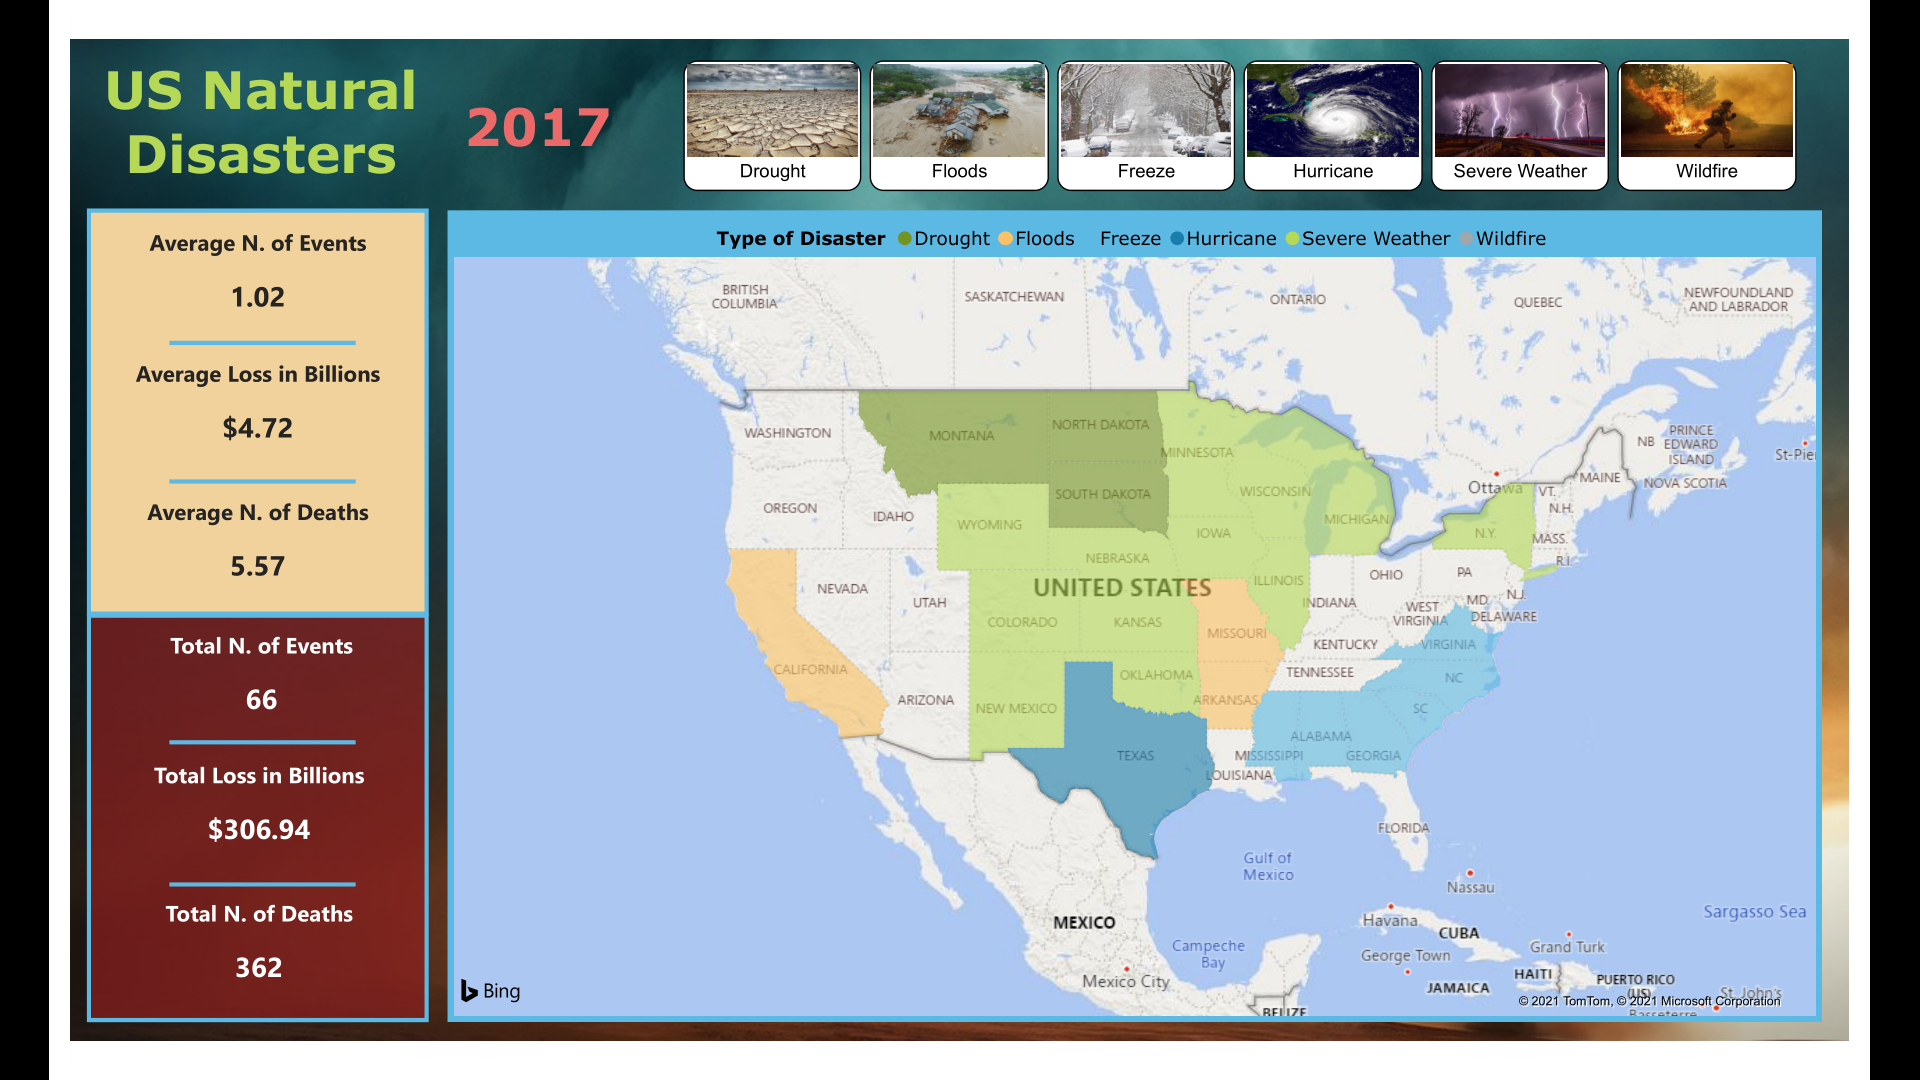 US Natural
Disasters
2017
Drought
Floods
Freeze
Hurricane
Severe Weather
Wildfire
Average N. of Events
1.02
Average Loss in Billions
$4.72
Average N. of Deaths
5.57
Total N. of Events
66
Total Loss in Billions
$306.94
Total N. of Deaths
362
Type of Disaster Drought Floods Freeze Hurricane Severe Weather Wildfire
BRITISH
COLUMBIA
SASKATCHEWAN
ONTARIO
QUEBEC
NEWFOUNDLAND
AND LABRADOR
WASHINGTON
MONTANA
NORTH DAKOTA
MINNESOTA
Ottawa
MAINE
NB
PRINCE
EDWARD
ISLAND
NOVA SCOTIA
St-Pie
OREGON
IDAHO
WYOMING
SOUTH DAKOTA
WISCONSIN
MICHIGAN
VT.
N.H.
N.Y.
MASS.
R.I.
IOWA
NEBRASKA
NEVADA
UTAH
UNITED STATES
ILLINOIS
INDIANA
OHIO
PA
N.J.
MD
DELAWARE
WEST
VIRGINIA
COLORADO
KANSAS
MISSOURI
KENTUCKY
VIRGINIA
CALIFORNIA
ARIZONA
NEW MEXICO
OKLAHOMA
ARKANSAS
TENNESSEE
NC
SC
ALABAMA
MISSISSIPPI
GEORGIA
TEXAS
LOUISIANA
FLORIDA
Gulf of
Mexico
Nassau
MEXICO
Havana
CUBA
Sargasso Sea
Campeche
Bay
George Town
Grand Turk
Mexico City
JAMAICA
HAITI
PUERTO RICO
(US)
St. John's
Basseterre
BELIZE
Bing
© 2021 TomTom, © 2021 Microsoft Corporation